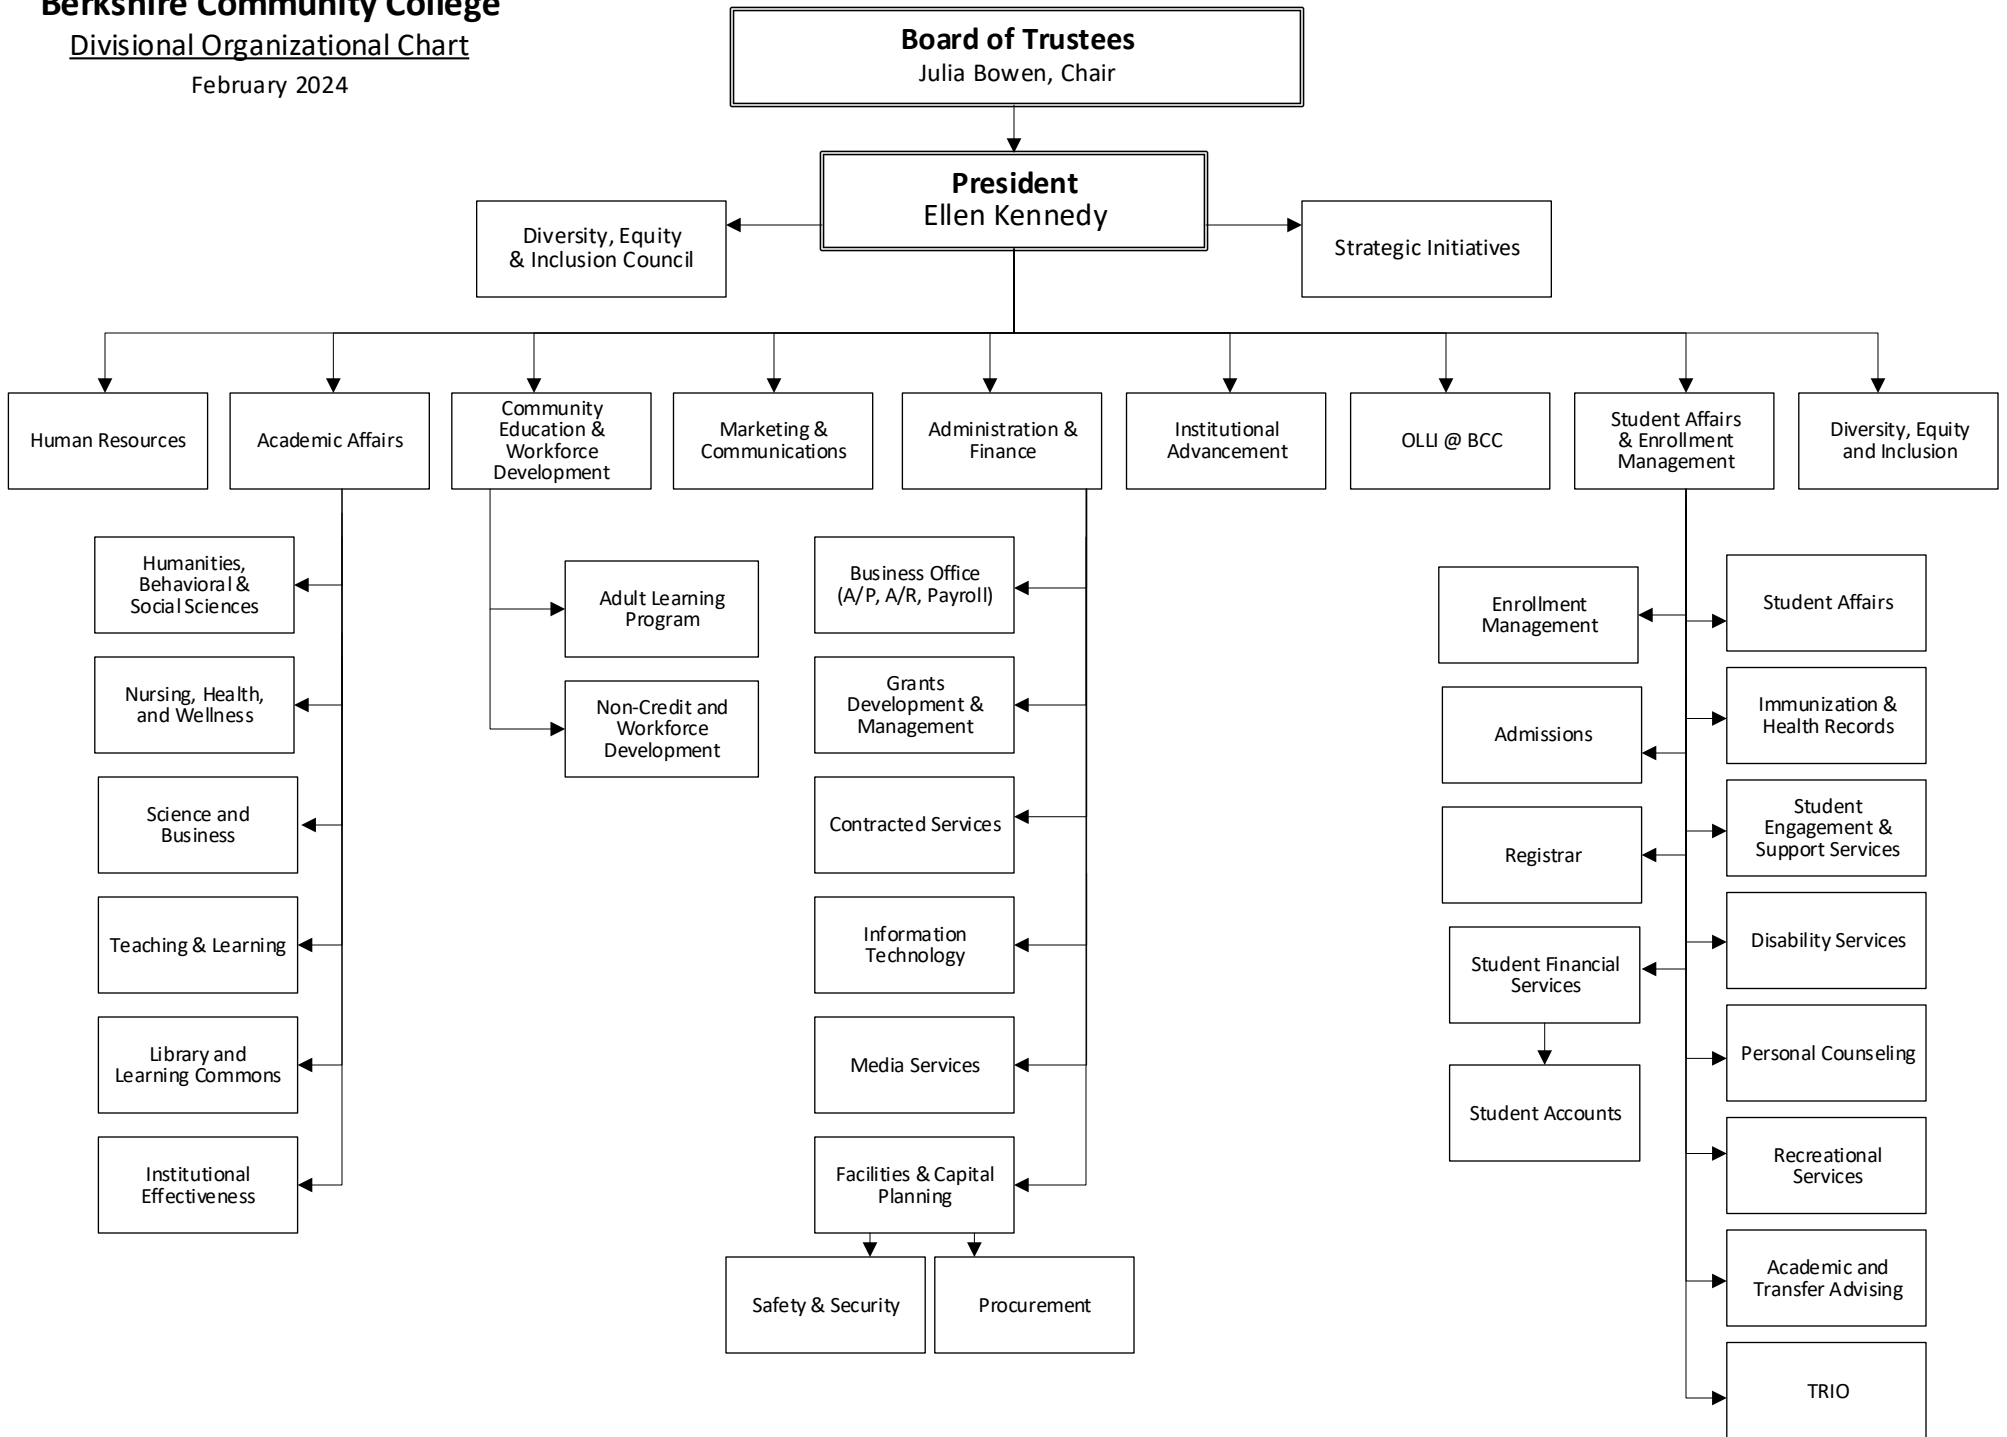 Berkshire Community College
Divisional Organizational Chart
February 2024
Board of Trustees
Julia Bowen, Chair
President
Ellen Kennedy
Diversity, Equity
& Inclusion Council
Strategic Initiatives
Human Resources
Academic Affairs
Community
Education &
Workforce
Development
Marketing &
Communications
Administration &
Finance
Institutional
Advancement
OLLI @ BCC
Student Affairs
& Enrollment
Management
Diversity, Equity
and Inclusion
Humanities,
Behavioral &
Social Sciences
Nursing, Health,
and Wellness
Science and
Business
Teaching & Learning
Library and
Learning Commons
Institutional
Effectiveness
Adult Learning
Program
Non-Credit and
Workforce
Development
Business Office
(A/P, A/R, Payroll)
Grants
Development &
Management
Contracted Services
Information
Technology
Media Services
Facilities & Capital
Planning
Safety & Security
Procurement
Enrollment
Management
Admissions
Registrar
Student Financial
Services
Student Accounts
Student Affairs
Immunization &
Health Records
Student
Engagement &
Support Services
Disability Services
Personal Counseling
Recreational
Services
Academic and
Transfer Advising
TRIO